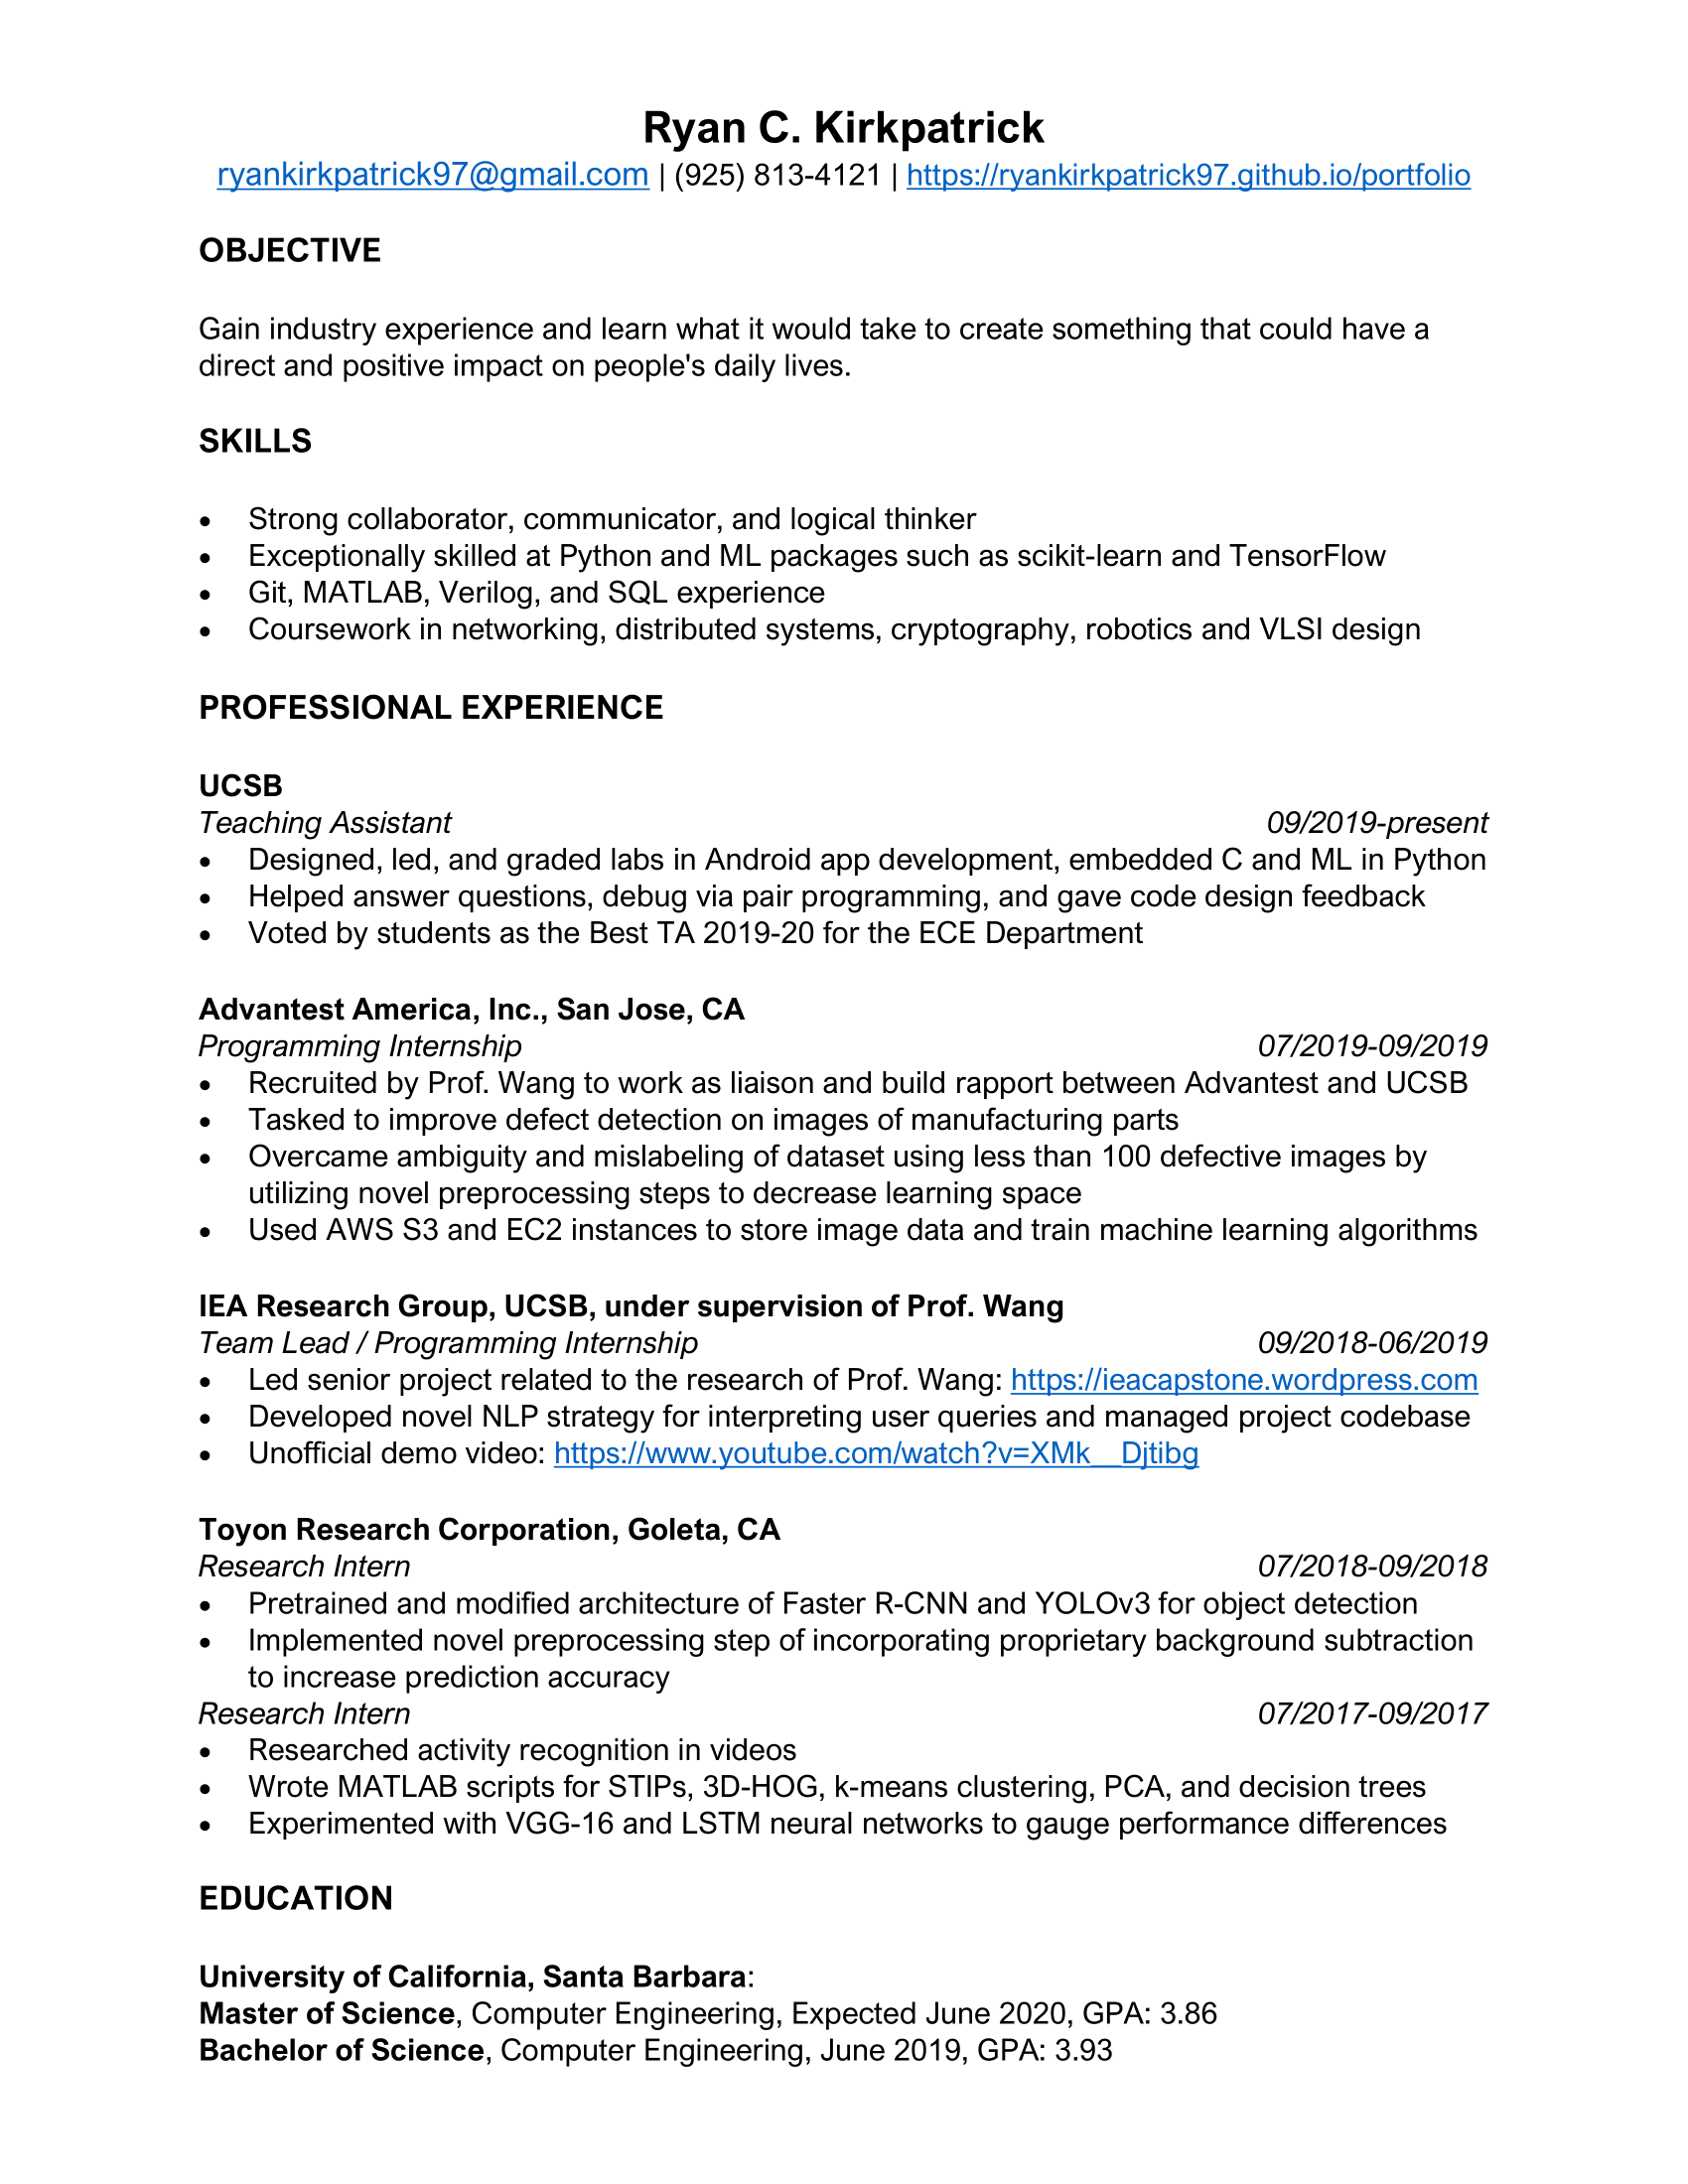 Ryan C. Kirkpatrick
ryankirkpatrick97@gmail.com | (925) 813-4121 | https://ryankirkpatrick97.github.io/portfolio
OBJECTIVE
Gain industry experience and learn what it would take to create something that could have a
direct and positive impact on people's daily lives.
SKILLS
• Strong collaborator, communicator, and logical thinker
• Exceptionally skilled at Python and ML packages such as scikit-learn and TensorFlow
• Git, MATLAB, Verilog, and SQL experience
• Coursework in networking, distributed systems, cryptography, robotics and VLSI design
PROFESSIONAL EXPERIENCE
UCSB
Teaching Assistant 09/2019-present
• Designed, led, and graded labs in Android app development, embedded C and ML in Python
• Helped answer questions, debug via pair programming, and gave code design feedback
• Voted by students as the Best TA 2019-20 for the ECE Department
Advantest America, Inc., San Jose, CA
Programming Internship 07/2019-09/2019
• Recruited by Prof. Wang to work as liaison and build rapport between Advantest and UCSB
• Tasked to improve defect detection on images of manufacturing parts
• Overcame ambiguity and mislabeling of dataset using less than 100 defective images by
utilizing novel preprocessing steps to decrease learning space
• Used AWS S3 and EC2 instances to store image data and train machine learning algorithms
IEA Research Group, UCSB, under supervision of Prof. Wang
Team Lead / Programming Internship 09/2018-06/2019
• Led senior project related to the research of Prof. Wang: https://ieacapstone.wordpress.com
• Developed novel NLP strategy for interpreting user queries and managed project codebase
• Unofficial demo video: https://www.youtube.com/watch?v=XMk__Djtibg
Toyon Research Corporation, Goleta, CA
Research Intern 07/2018-09/2018
• Pretrained and modified architecture of Faster R-CNN and YOLOv3 for object detection
• Implemented novel preprocessing step of incorporating proprietary background subtraction
to increase prediction accuracy
Research Intern 07/2017-09/2017
• Researched activity recognition in videos
• Wrote MATLAB scripts for STIPs, 3D-HOG, k-means clustering, PCA, and decision trees
• Experimented with VGG-16 and LSTM neural networks to gauge performance differences
EDUCATION
University of California, Santa Barbara:
Master of Science, Computer Engineering, Expected June 2020, GPA: 3.86
Bachelor of Science, Computer Engineering, June 2019, GPA: 3.93